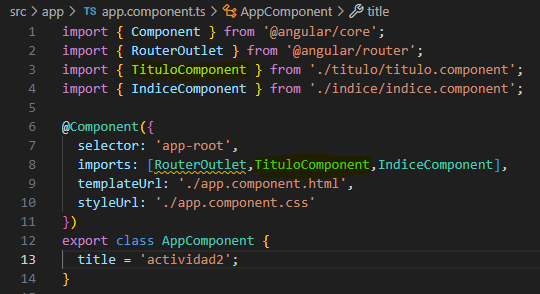 src > app > TS app.component.ts > AppComponent > title
1 import { Component } from '@angular/core';
2 import { RouterOutlet } from '@angular/router';
3 import { TituloComponent } from './titulo/titulo.component';
4 import { IndiceComponent } from './indice/indice.component';
5
6 @Component({
7   selector: 'app-root',
8   imports: [RouterOutlet,TituloComponent,IndiceComponent],
9   templateUrl: './app.component.html',
10   styleUrl: './app.component.css'
11 })
12 export class AppComponent {
13   title = 'actividad2';
14 }